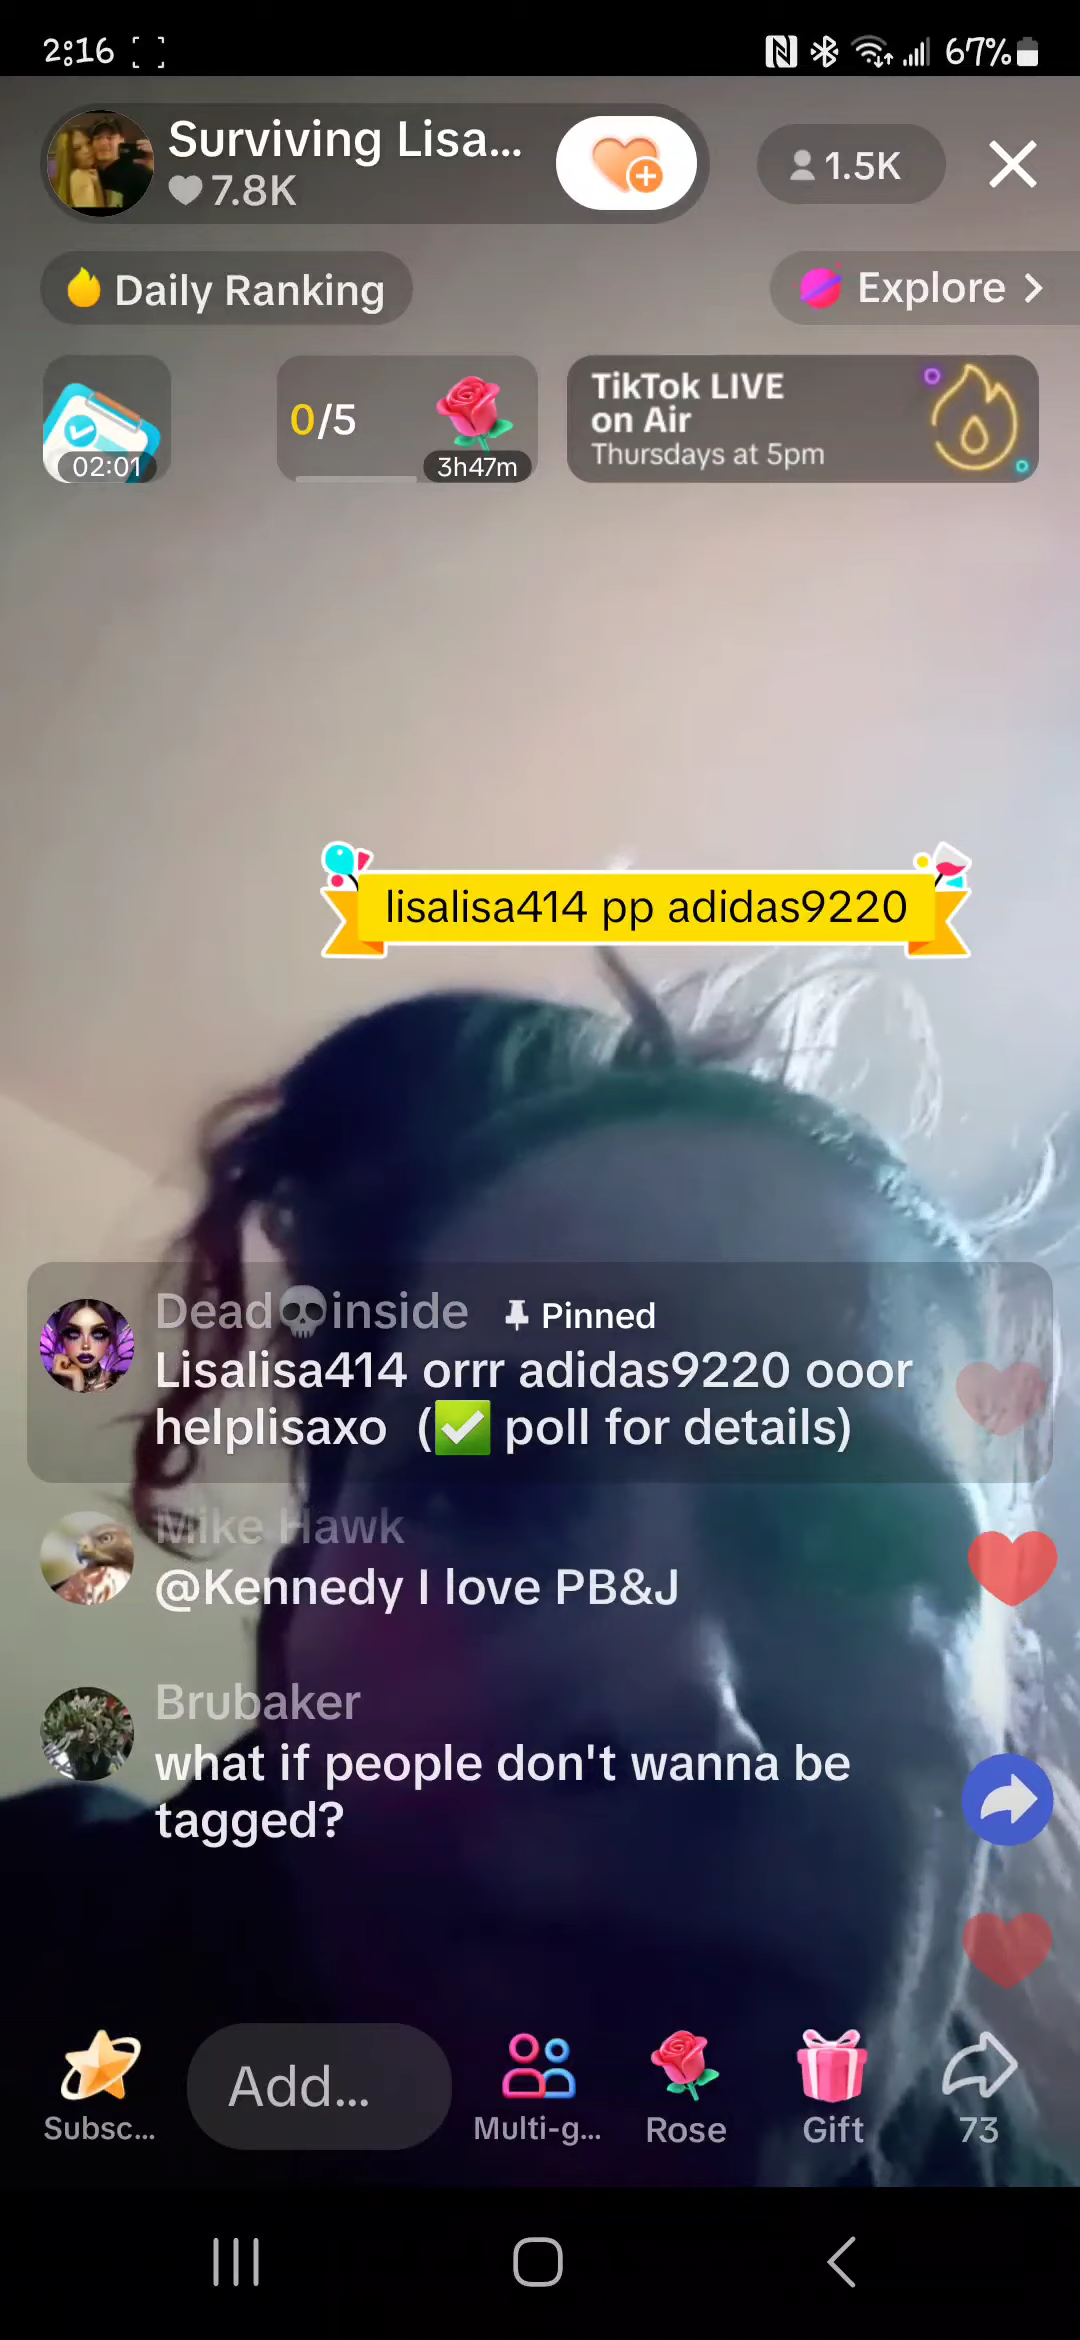 2:16 67%
Surviving Lisa...
7.8K
1.5K
Daily Ranking
Explore
02:01
0/5
3h47m
TikTok LIVE
on Air
Thursdays at 5pm
lisalisa414 pp adidas9220
Dead💀inside Pinned
Lisalisa414 orrr adidas9220 ooor
helplisaxo (✅ poll for details)
Mike Hawk
@Kennedy I love PB&J
Brubaker
what if people don't wanna be
tagged?
Subsc...
Add...
Multi-g...
Rose
Gift
73